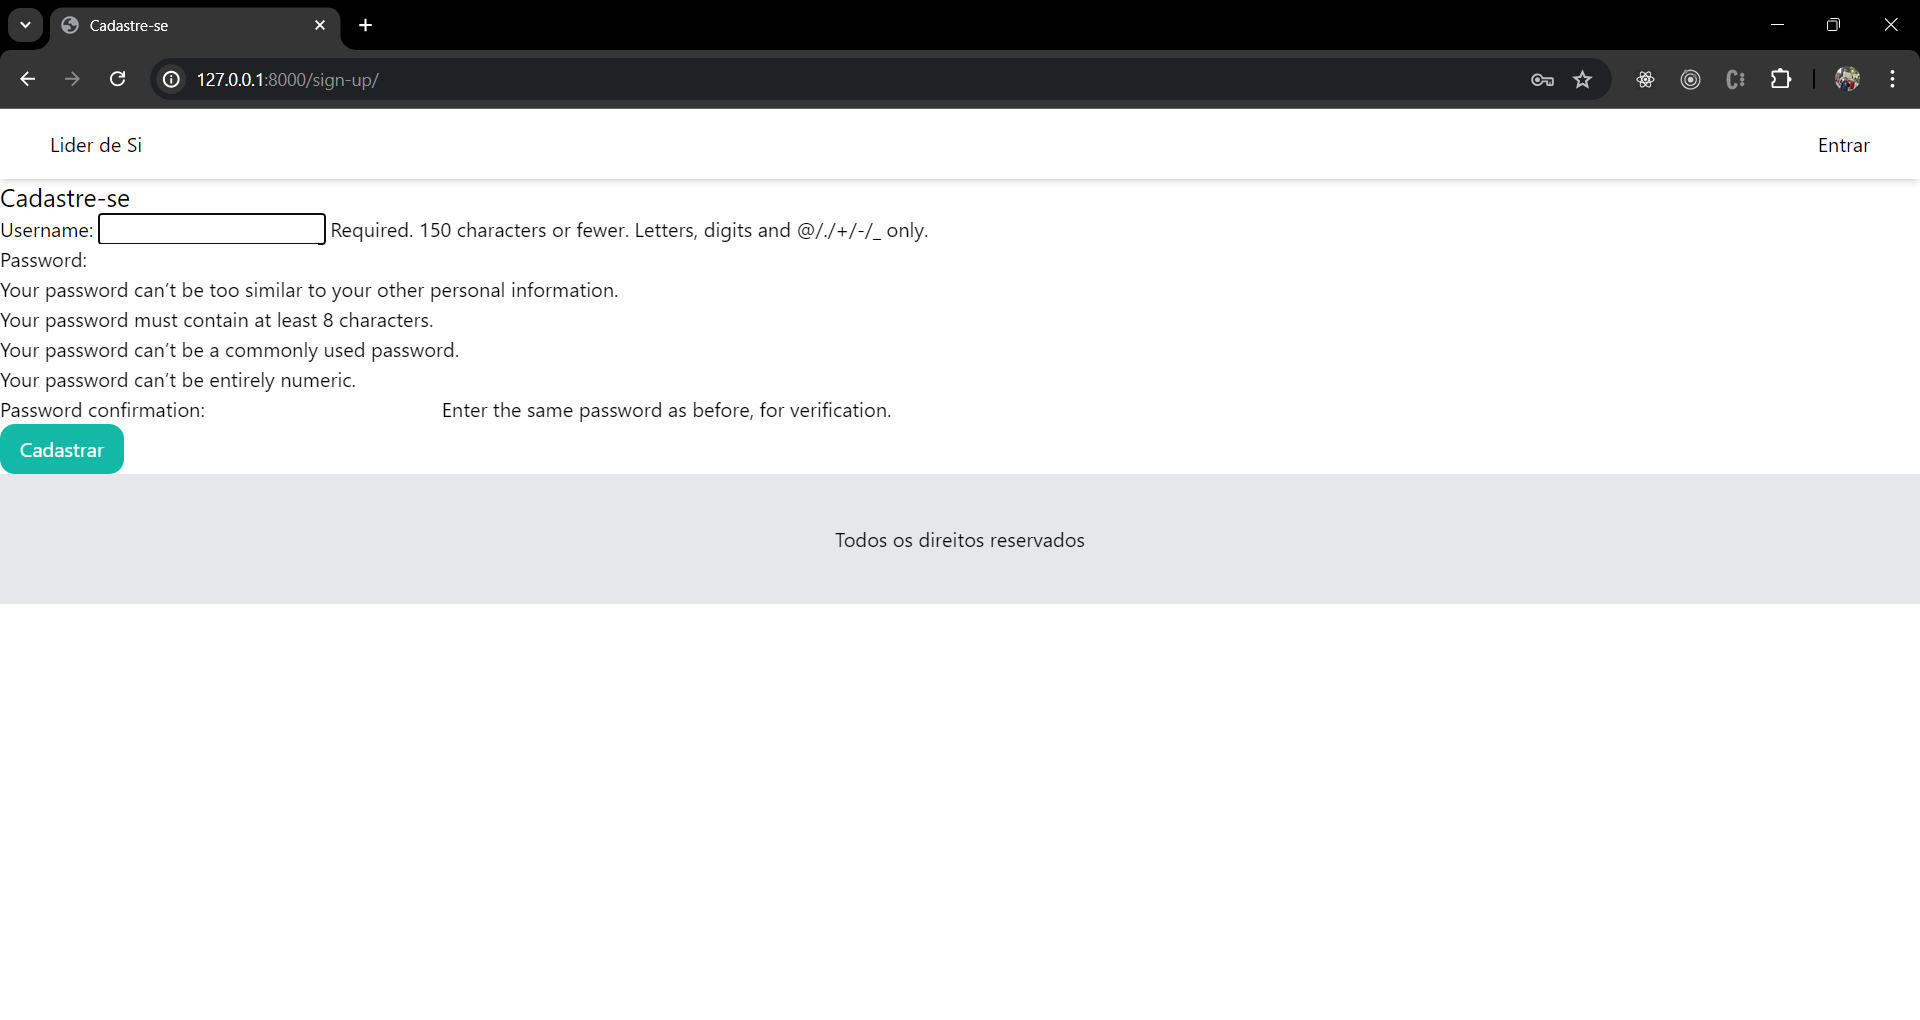 Cadastre-se
127.0.0.1:8000/sign-up/
Lider de Si
Entrar
Cadastre-se
Username: Required. 150 characters or fewer. Letters, digits and @/./+/-/_ only.
Password:
Your password can’t be too similar to your other personal information.
Your password must contain at least 8 characters.
Your password can’t be a commonly used password.
Your password can’t be entirely numeric.
Password confirmation: Enter the same password as before, for verification.
Cadastrar
Todos os direitos reservados